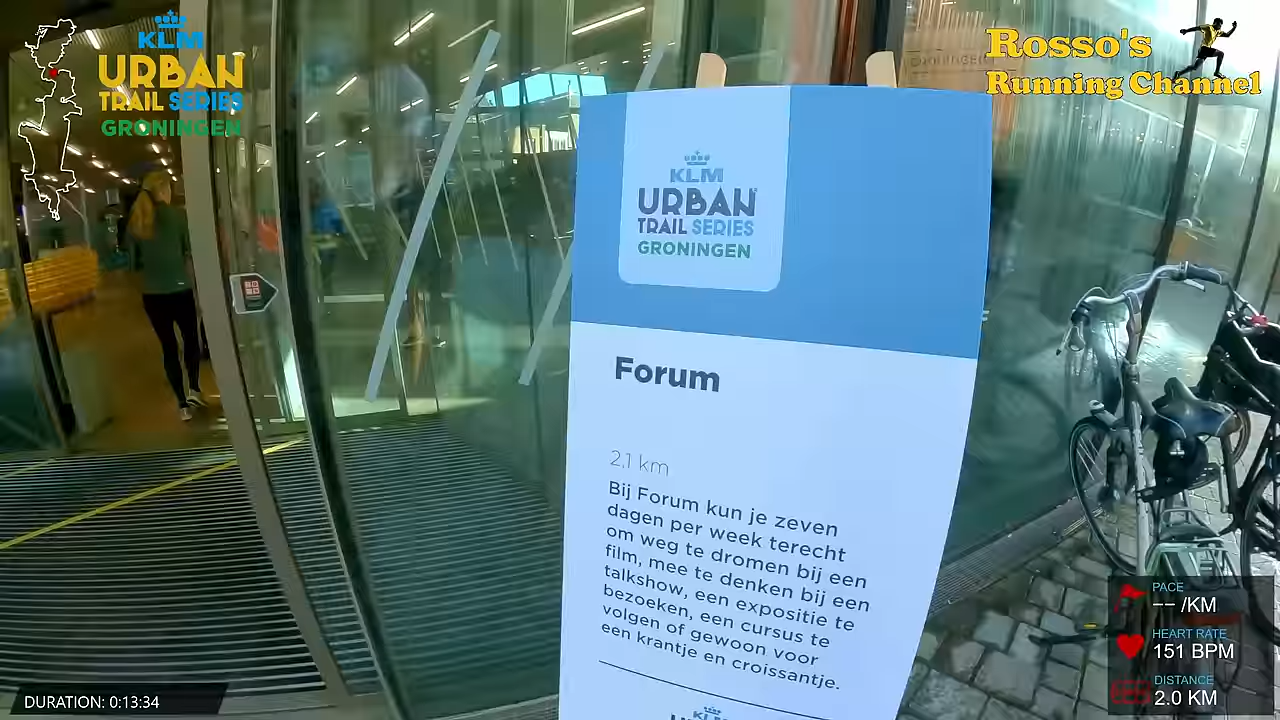 KLM
URBAN
TRAIL SERIES
GRONINGEN
Rosso's
Running Channel
KLM
URBAN
TRAIL SERIES
GRONINGEN
Forum
2.1 km
Bij Forum kun je zeven
dagen per week terecht
om weg te dromen bij een
film, mee te denken bij een
talkshow, een expositie te
bezoeken, een cursus te
volgen of gewoon voor
een krantje en croissantje.
KLM
PACE
-- /KM
HEART RATE
151 BPM
DISTANCE
2.0 KM
DURATION: 0:13:34